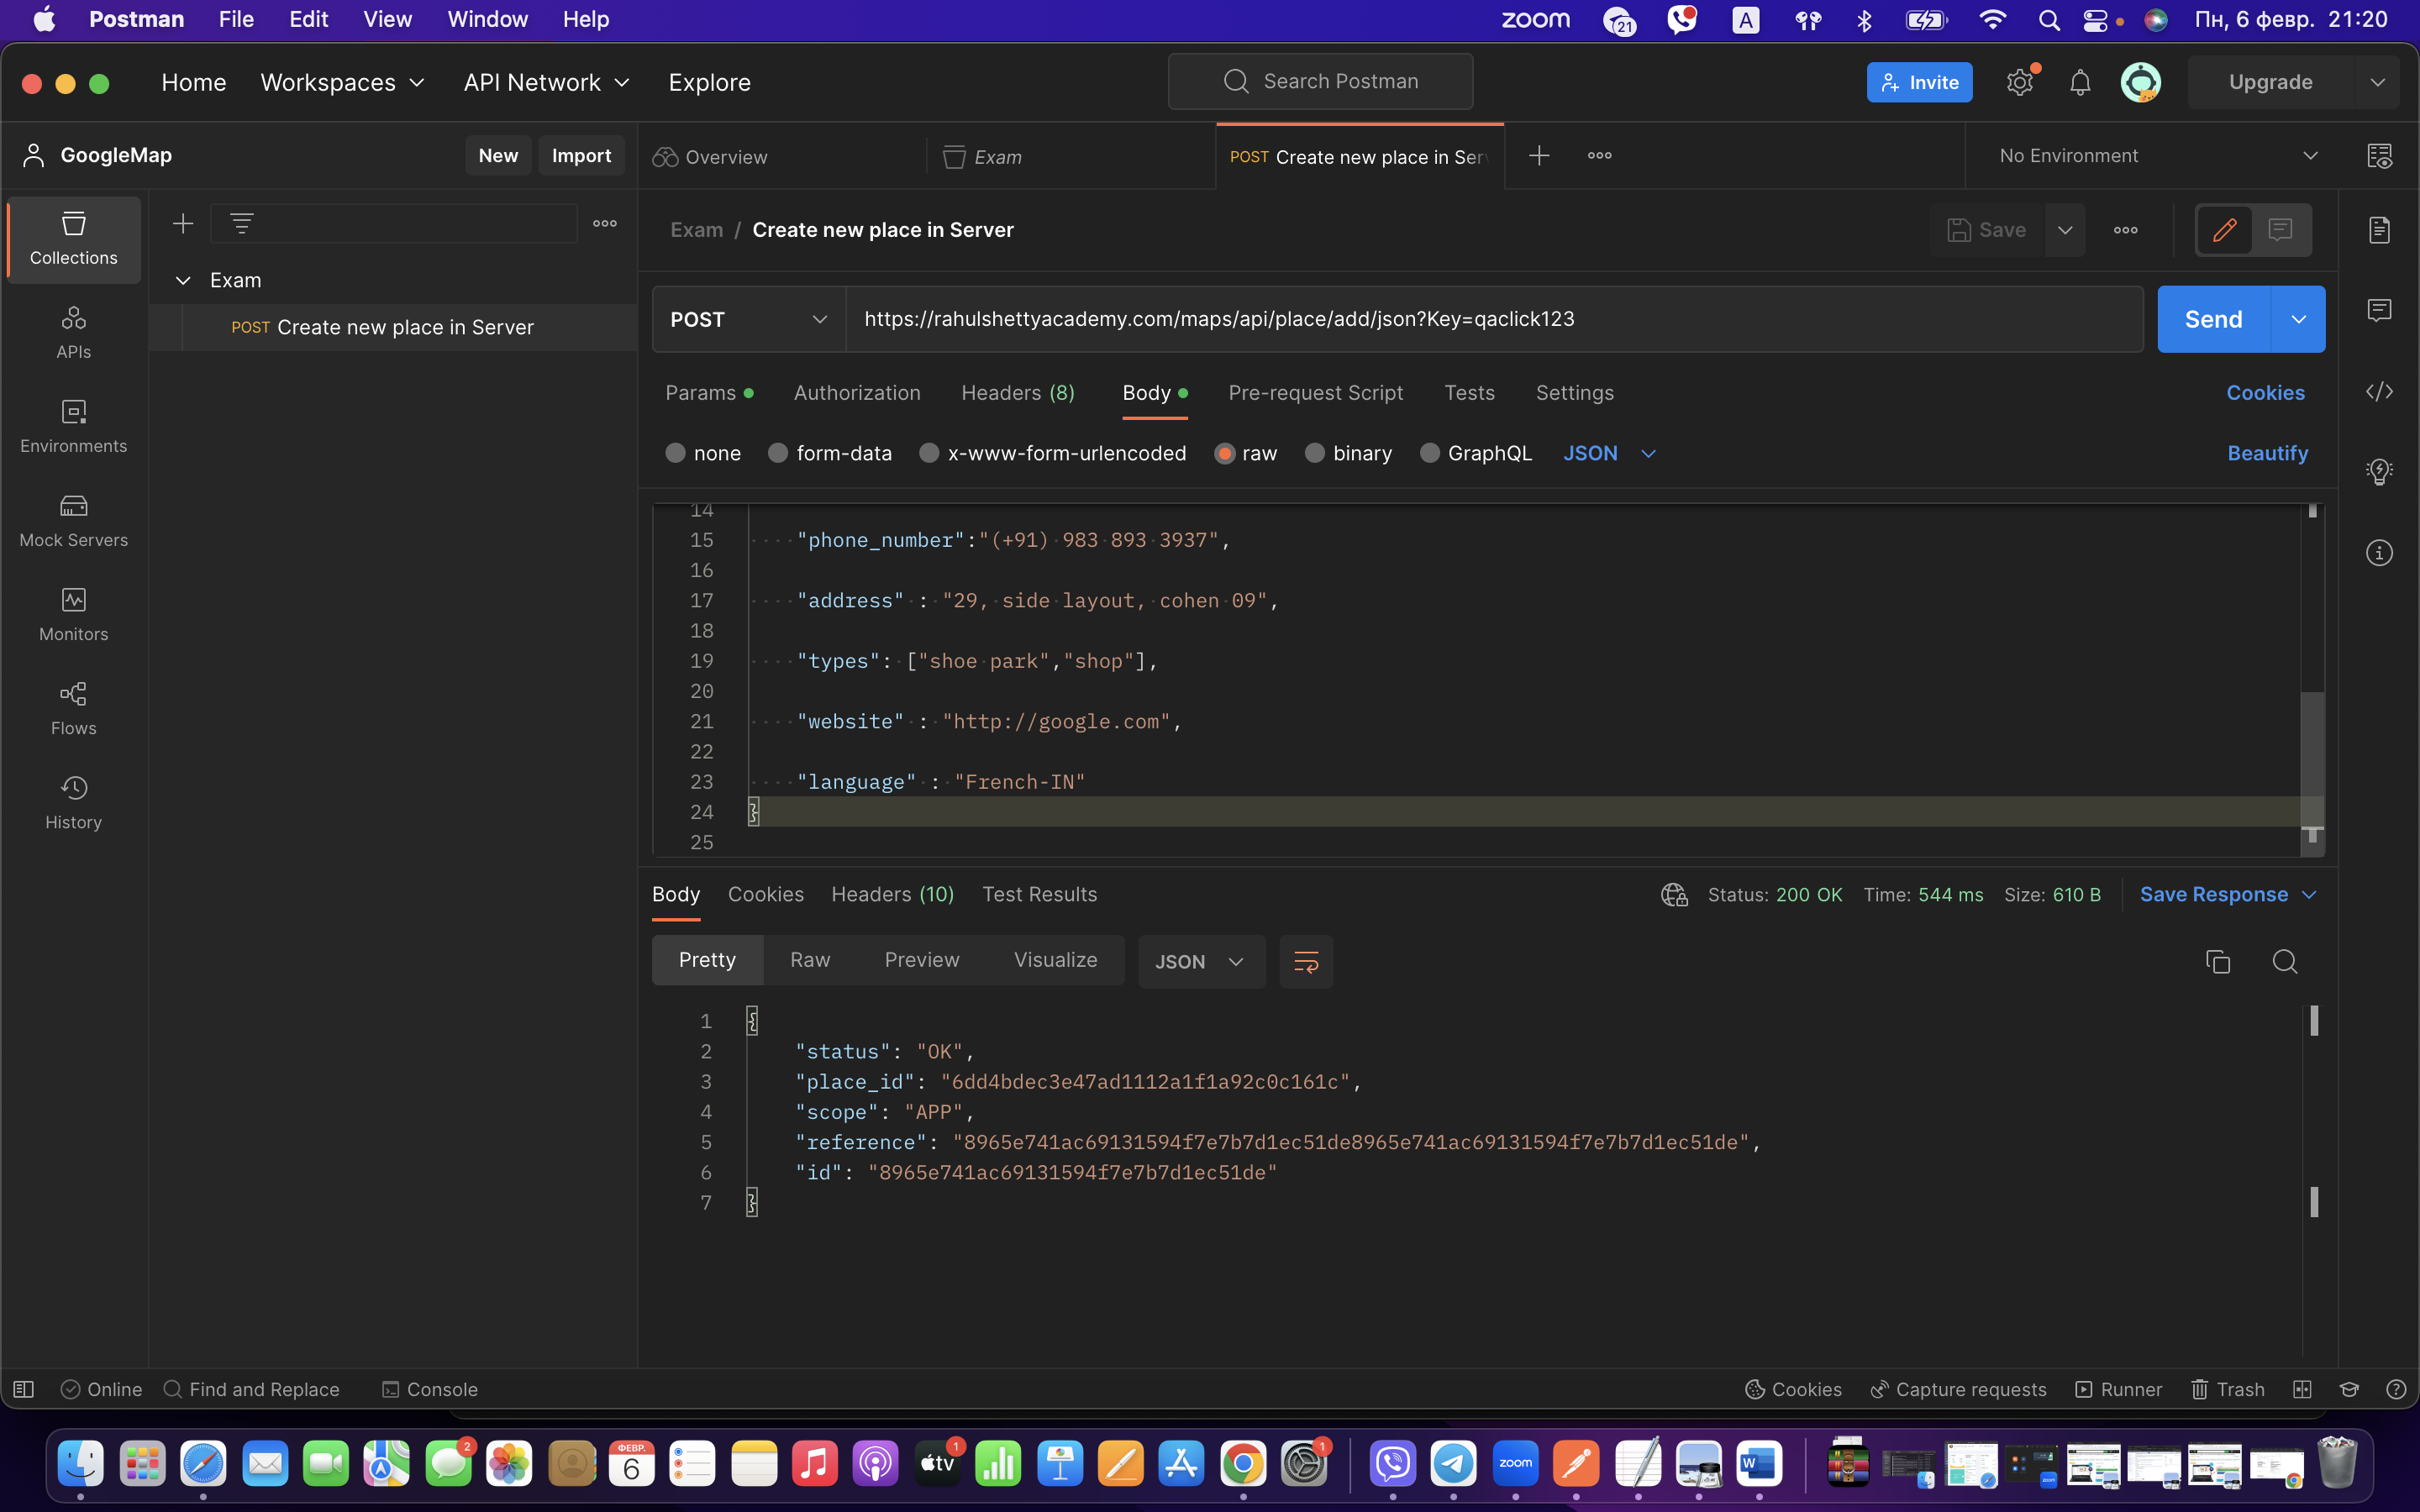 Postman File Edit View Window Help zoom 21 A Пн, 6 февр. 21:20
Home Workspaces API Network Explore Search Postman Invite Upgrade
GoogleMap New Import Overview Exam POST Create new place in Serv No Environment
Collections
Exam / Create new place in Server Save
Exam
POST Create new place in Server
POST https://rahulshettyacademy.com/maps/api/place/add/json?Key=qaclick123 Send
APIs
Params Authorization Headers (8) Body Pre-request Script Tests Settings Cookies
Environments
none form-data x-www-form-urlencoded raw binary GraphQL JSON Beautify
Mock Servers
Monitors
Flows
History
14
15 "phone_number":"(+91) 983 893 3937",
16
17 "address" : "29, side layout, cohen 09",
18
19 "types": ["shoe park","shop"],
20
21 "website" : "http://google.com",
22
23 "language" : "French-IN"
24 }
25
Body Cookies Headers (10) Test Results Status: 200 OK Time: 544 ms Size: 610 B Save Response
Pretty Raw Preview Visualize JSON
1 {
2 "status": "OK",
3 "place_id": "6dd4bdec3e47ad1112a1f1a92c0c161c",
4 "scope": "APP",
5 "reference": "8965e741ac69131594f7e7b7d1ec51de8965e741ac69131594f7e7b7d1ec51de",
6 "id": "8965e741ac69131594f7e7b7d1ec51de"
7 }
Online Find and Replace Console Cookies Capture requests Runner Trash
2 ФЕВР. 6 tv 1 1 zoom W